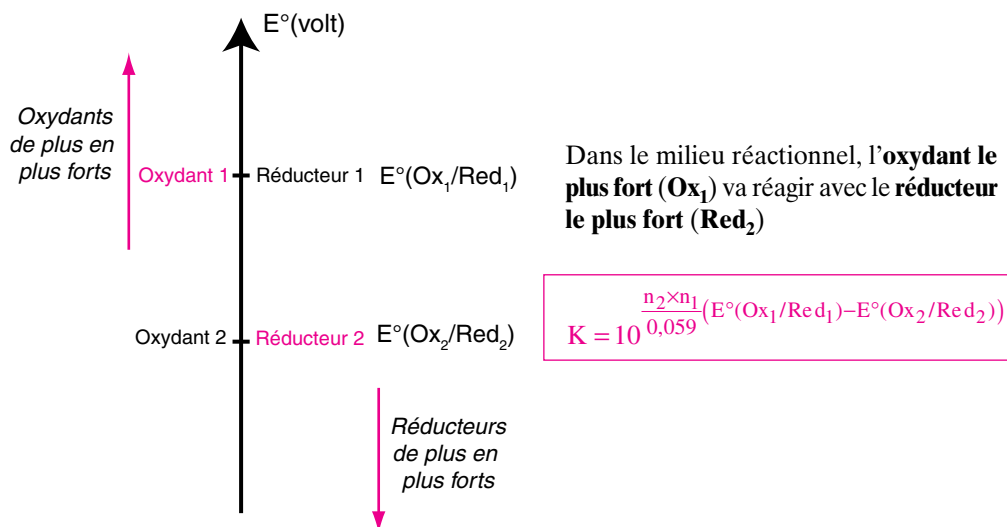 E°(volt)
Oxydants
de plus en
plus forts
Oxydant 1
Réducteur 1
E°(Ox₁/Red₁)
Oxydant 2
Réducteur 2
E°(Ox₂/Red₂)
Réducteurs
de plus en
plus forts
Dans le milieu réactionnel, l'oxydant le
plus fort (Ox₁) va réagir avec le réducteur
le plus fort (Red₂)
K = 10^{\frac{n₂×n₁}{0,059}(E°(Ox₁/Red₁)−E°(Ox₂/Red₂))}